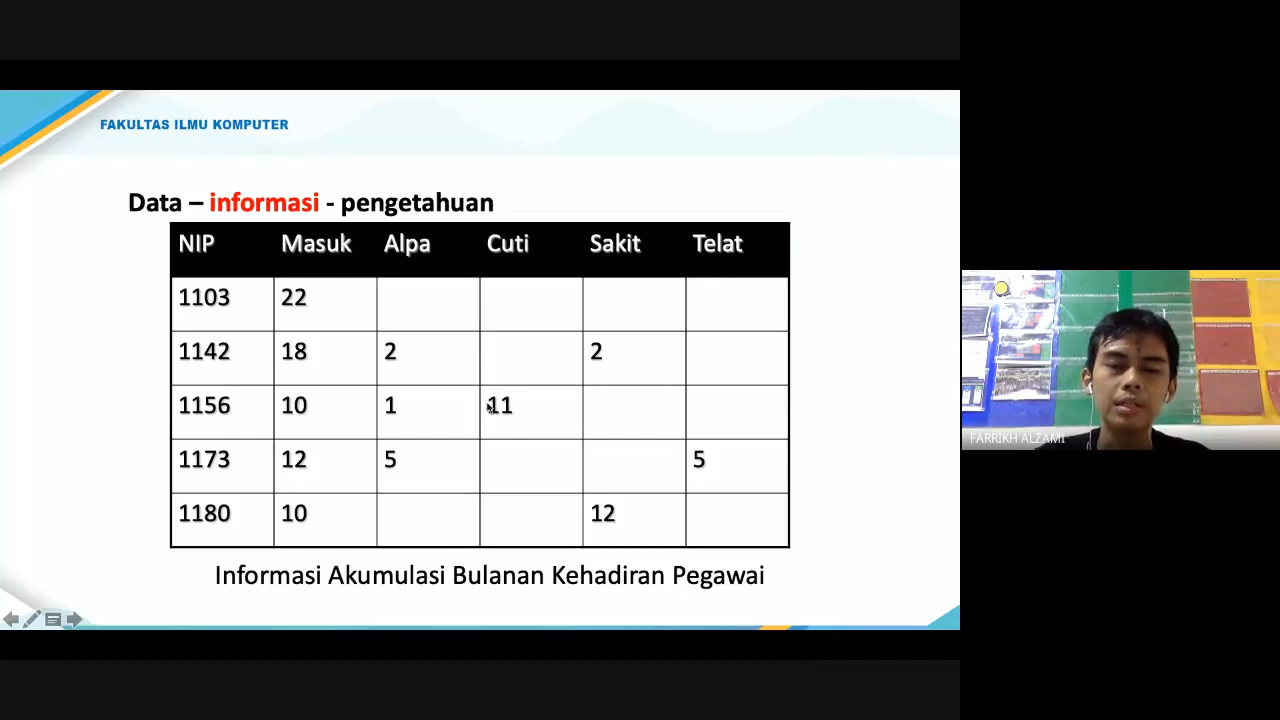 FAKULTAS ILMU KOMPUTER
Data – informasi - pengetahuan
NIP Masuk Alpa Cuti Sakit Telat
1103 22
1142 18 2 2
1156 10 1 11
1173 12 5 5
1180 10 12
Informasi Akumulasi Bulanan Kehadiran Pegawai
FARRIKH ALZAMI